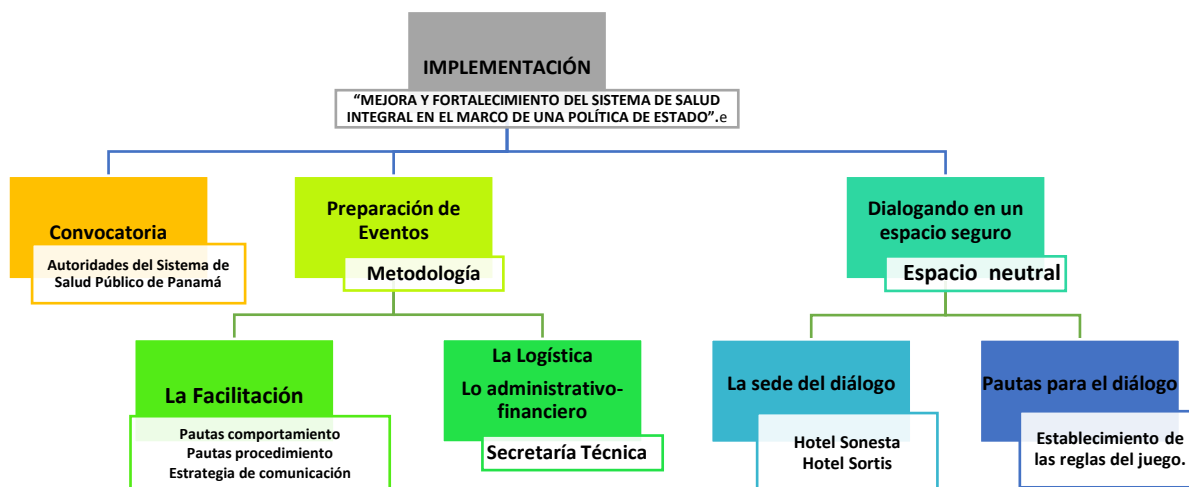 IMPLEMENTACIÓN
“MEJORA Y FORTALECIMIENTO DEL SISTEMA DE SALUD
INTEGRAL EN EL MARCO DE UNA POLÍTICA DE ESTADO”.e
Convocatoria
Autoridades del Sistema de
Salud Público de Panamá
Preparación de
Eventos
Metodología
Dialogando en un
espacio seguro
Espacio neutral
La Facilitación
Pautas comportamiento
Pautas procedimiento
Estrategia de comunicación
La Logística
Lo administrativo-
financiero
Secretaría Técnica
La sede del diálogo
Hotel Sonesta
Hotel Sortis
Pautas para el diálogo
Establecimiento de
las reglas del juego.